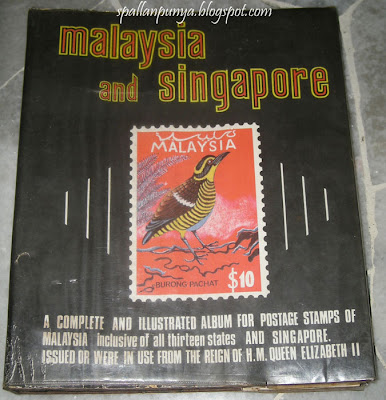 spallanpunya.blogspot.com
malaysia
and singapore
MALAYSIA
BURONG PACHAT
$10
A COMPLETE AND ILLUSTRATED ALBUM FOR POSTAGE STAMPS OF
MALAYSIA inclusive of all thirteen states AND SINGAPORE.
ISSUED OR WERE IN USE FROM THE REIGN OF H.M. QUEEN ELIZABETH II